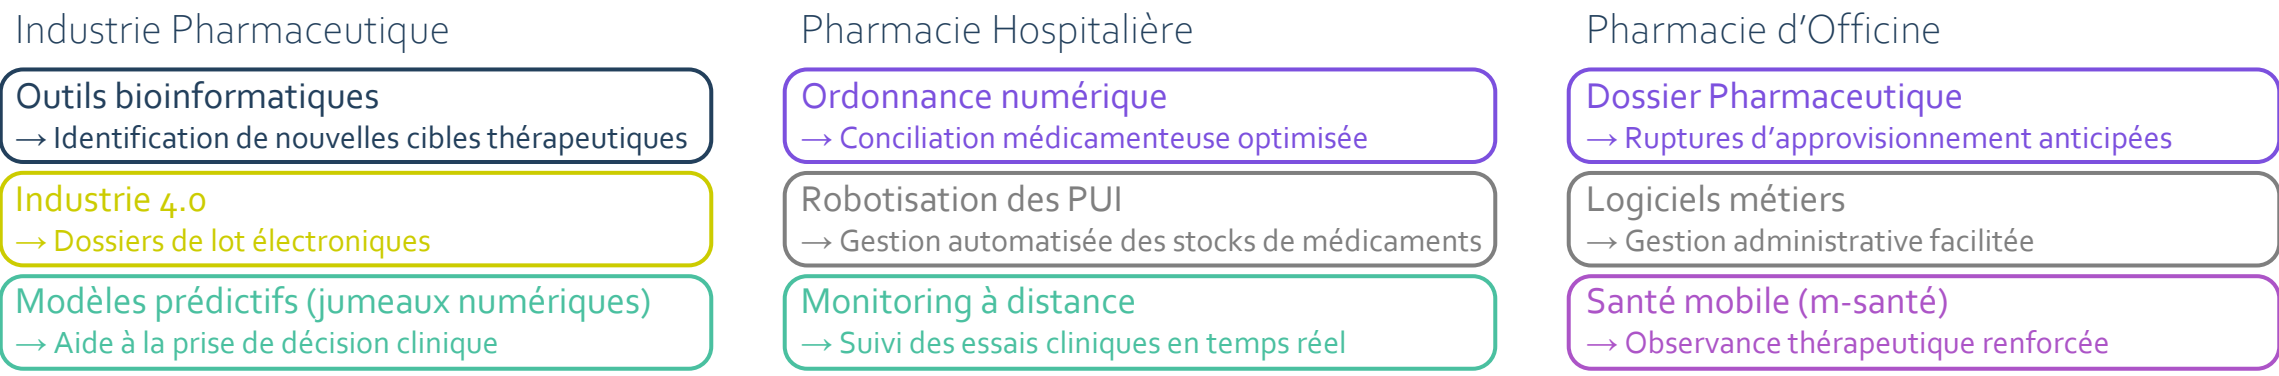 Industrie Pharmaceutique
Outils bioinformatiques
→ Identification de nouvelles cibles thérapeutiques
Industrie 4.0
→ Dossiers de lot électroniques
Modèles prédictifs (jumeaux numériques)
→ Aide à la prise de décision clinique
Pharmacie Hospitalière
Ordonnance numérique
→ Conciliation médicamenteuse optimisée
Robotisation des PUI
→ Gestion automatisée des stocks de médicaments
Monitoring à distance
→ Suivi des essais cliniques en temps réel
Pharmacie d’Officine
Dossier Pharmaceutique
→ Ruptures d’approvisionnement anticipées
Logiciels métiers
→ Gestion administrative facilitée
Santé mobile (m-santé)
→ Observance thérapeutique renforcée